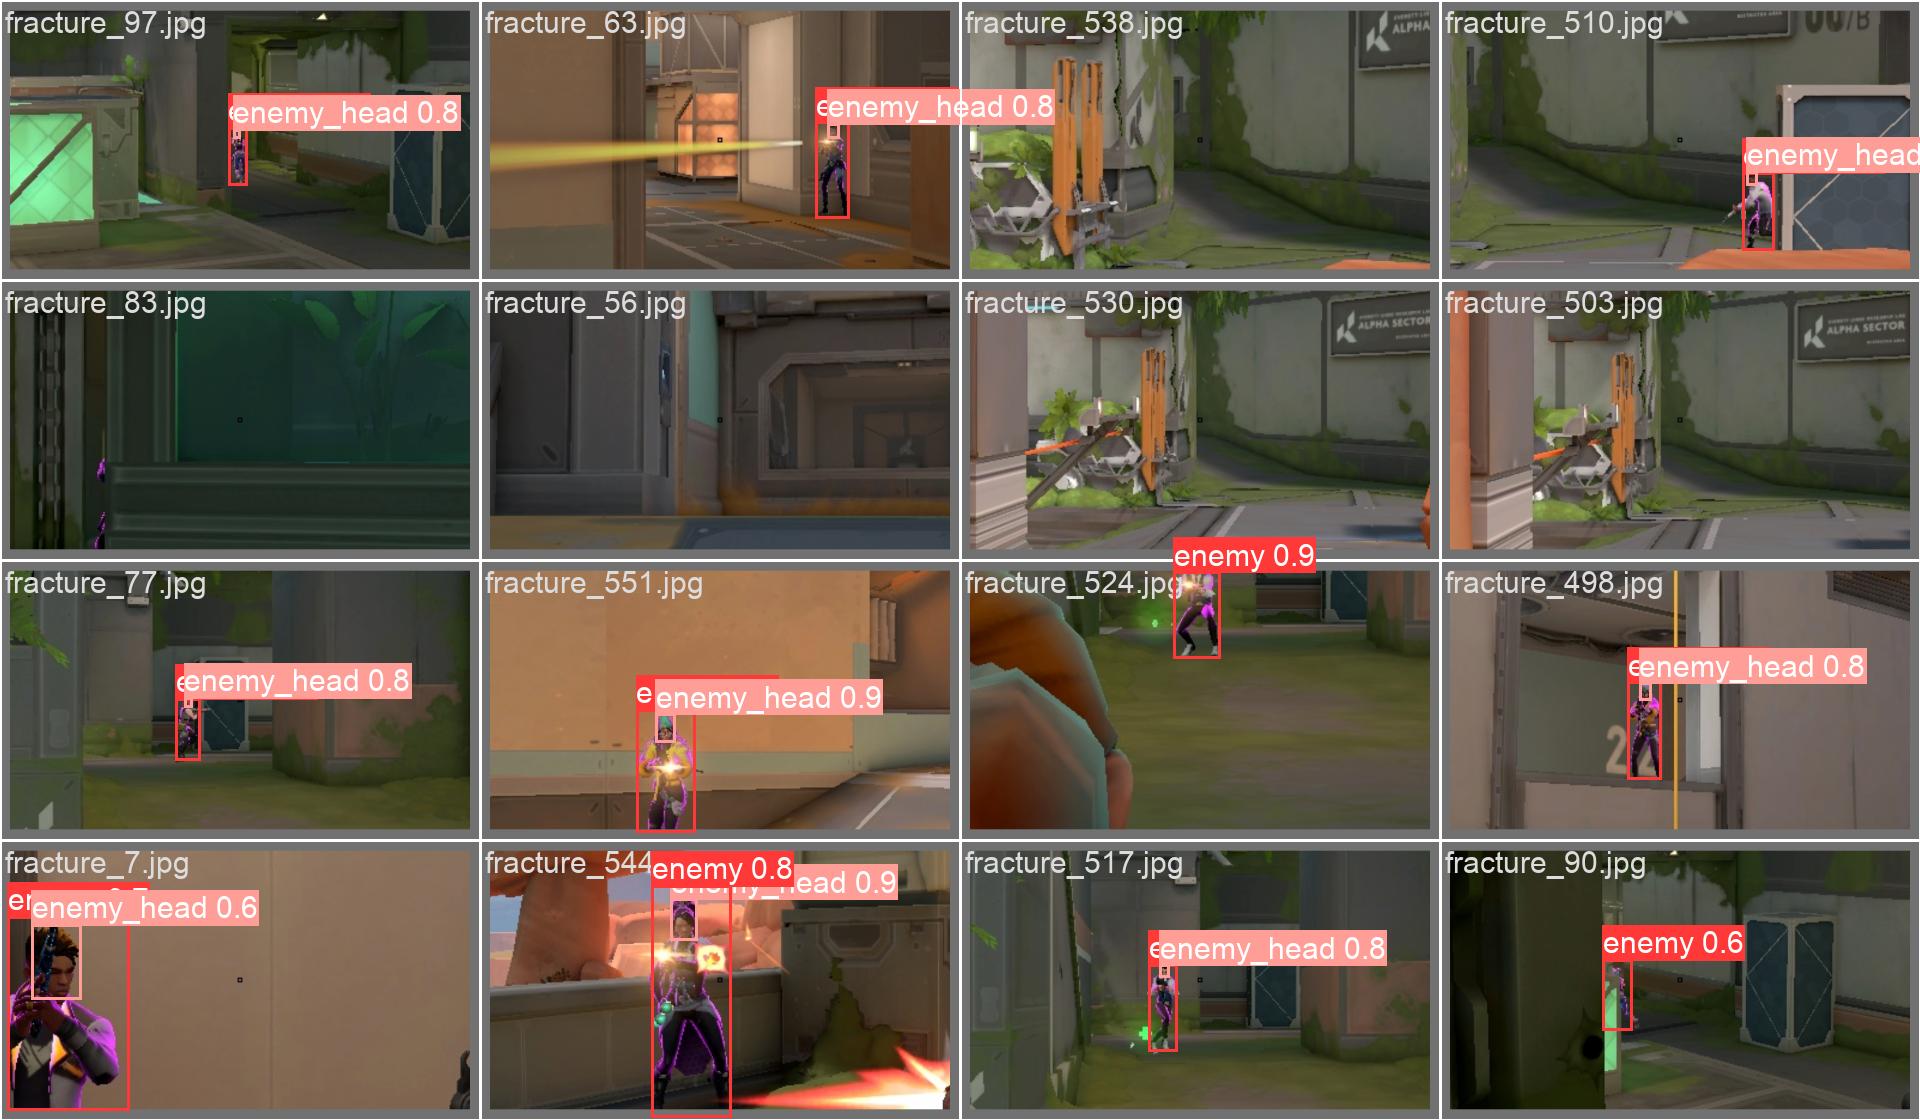 fracture_97.jpg
enemy_head 0.8
fracture_63.jpg
e
enemy_head 0.8
fracture_538.jpg
ALPHA
fracture_510.jpg
enemy_head
fracture_83.jpg
fracture_56.jpg
fracture_530.jpg
ALPHA SECTOR
fracture_503.jpg
ALPHA SECTOR
fracture_77.jpg
e
enemy_head 0.8
fracture_551.jpg
e
enemy_head 0.9
fracture_524.jpg
enemy 0.9
fracture_498.jpg
e
enemy_head 0.8
2
fracture_7.jpg
en
enemy_head 0.6
fracture_544
enemy 0.8
head 0.9
fracture_517.jpg
e
enemy_head 0.8
fracture_90.jpg
enemy 0.6